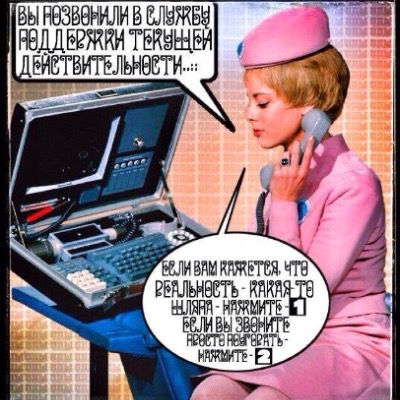 ВЫ ПОЗВОНИЛИ В СЛУЖБУ
ПОДДЕРЖКИ ТЕКУЩЕЙ
ДЕЙСТВИТЕЛЬНОСТИ..::
ЕСЛИ ВАМ КАЖЕТСЯ, ЧТО
РЕАЛЬНОСТЬ - КАКАЯ-ТО
ШЛЯПА - НАЖМИТЕ - 1
ЕСЛИ ВЫ ЗВОНИТЕ
ПРОСТО ПОУГОРАТЬ -
НАЖМИТЕ - 2